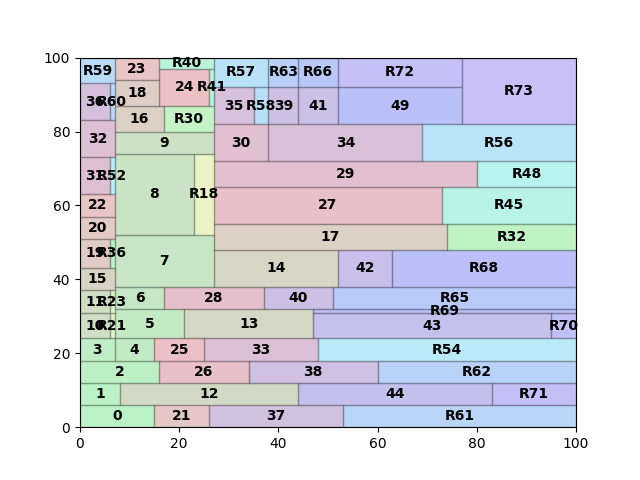 100
80
60
40
20
0
R59 23 R40 R57 R63 R66 R72
24 R41 R73
36 R60 18 35 R58 39 41 49
16 R30
32 9 30 34 R56
31 R52 8 R18 29 R48
22 27 R45
20 17 R32
19 R36 7 14 42 R68
15
11 R23 6 28 40 R65
R69
10 R21 5 13 43 R70
3 4 25 33 R54
2 26 38 R62
1 12 44 R71
0 21 37 R61
0 20 40 60 80 100